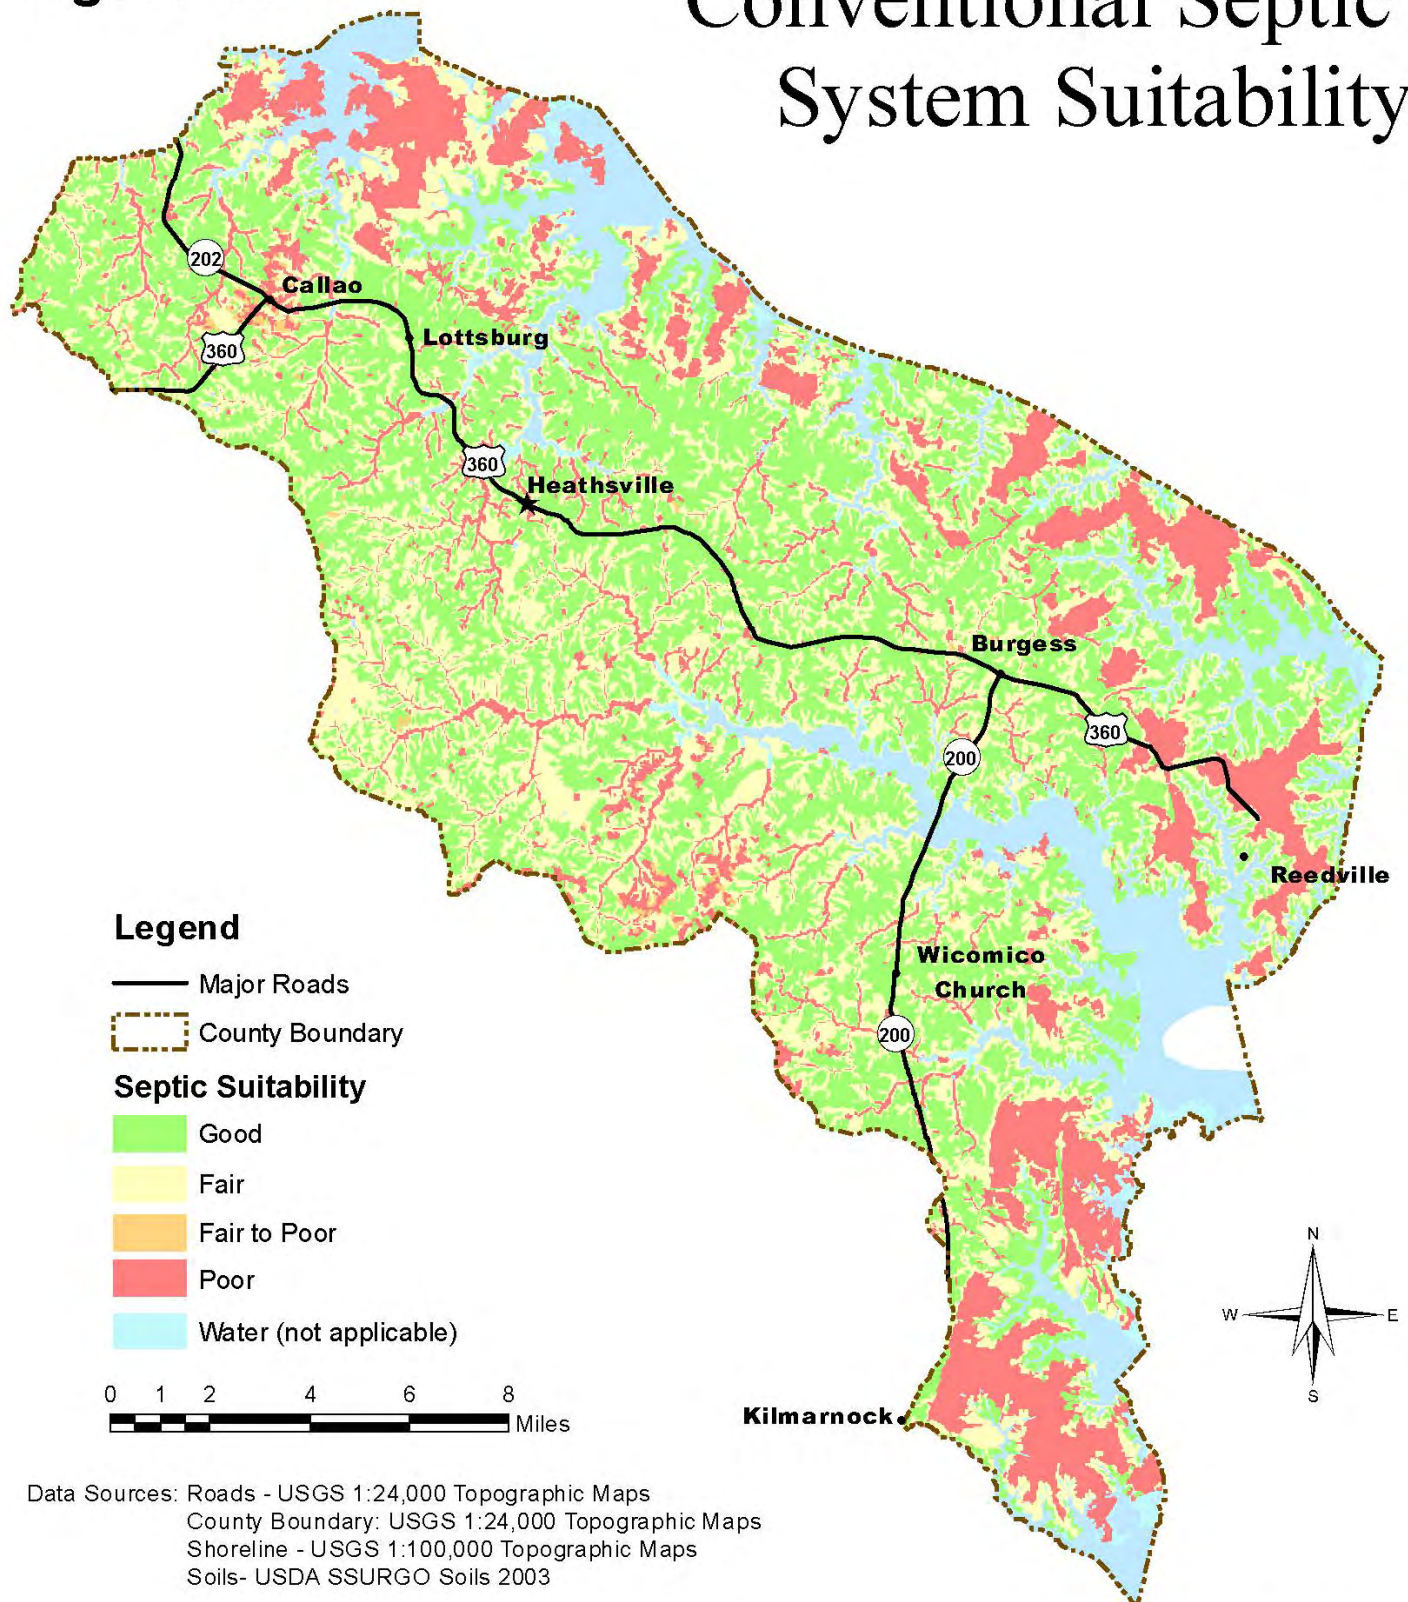 Conventional Septic
System Suitability
202
Callao
360
Lottsburg
360
Heathsville
Burgess
360
200
Reedville
Wicomico
Church
200
Legend
Major Roads
County Boundary
Septic Suitability
Good
Fair
Fair to Poor
Poor
Water (not applicable)
0 1 2 4 6 8
Miles
Kilmarnock
N
W E
S
Data Sources: Roads - USGS 1:24,000 Topographic Maps
County Boundary: USGS 1:24,000 Topographic Maps
Shoreline - USGS 1:100,000 Topographic Maps
Soils- USDA SSURGO Soils 2003